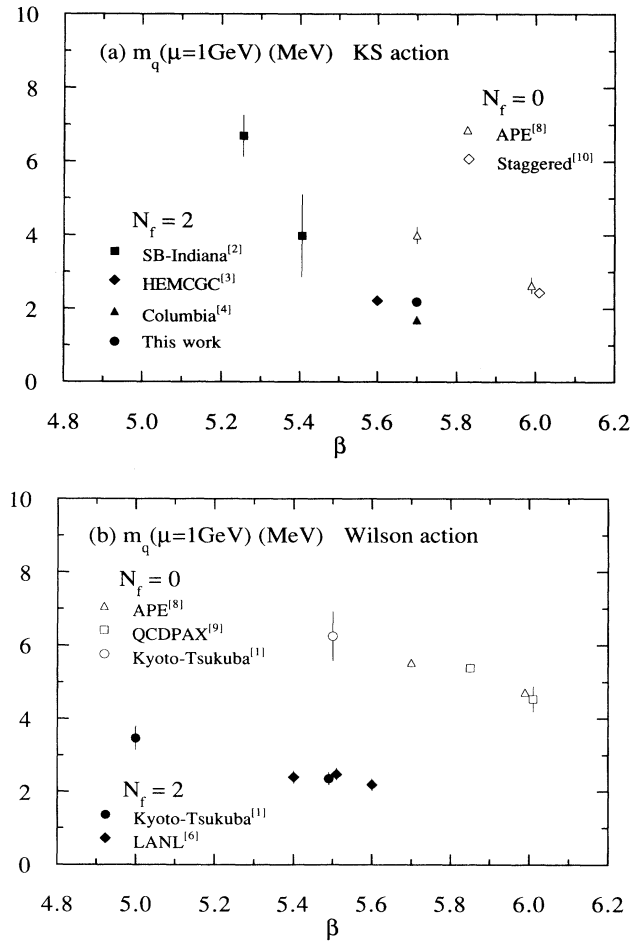 10
8
6
4
2
0
(a) m_q(μ=1GeV) (MeV) KS action
N_f = 0
APE[8]
Staggered[10]
N_f = 2
SB-Indiana[2]
HEMCGC[3]
Columbia[4]
This work
4.8 5.0 5.2 5.4 5.6 5.8 6.0 6.2
β
10
8
6
4
2
0
(b) m_q(μ=1GeV) (MeV) Wilson action
N_f = 0
APE[8]
QCDPAX[9]
Kyoto-Tsukuba[1]
N_f = 2
Kyoto-Tsukuba[1]
LANL[6]
5.0 5.2 5.4 5.6 5.8 6.0 6.2
β